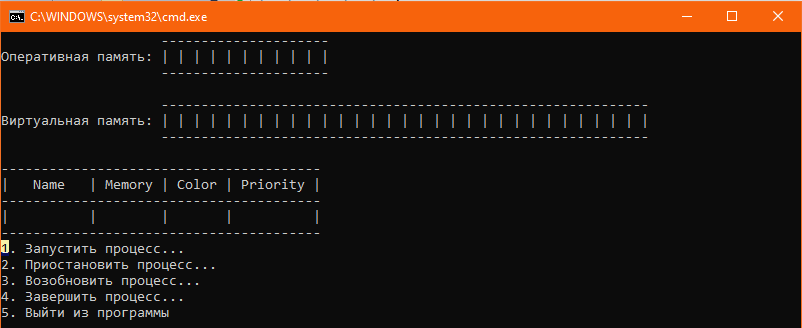 C:\WINDOWS\system32\cmd.exe
---------------------
Оперативная память: | | | | | | | | | | |
---------------------
-------------------------------------------------------------
Виртуальная память: | | | | | | | | | | | | | | | | | | | | | | | | | | | | | | |
-------------------------------------------------------------
----------------------------------------
|   Name   | Memory | Color | Priority |
----------------------------------------
|          |        |       |          |
----------------------------------------
1. Запустить процесс...
2. Приостановить процесс...
3. Возобновить процесс...
4. Завершить процесс...
5. Выйти из программы